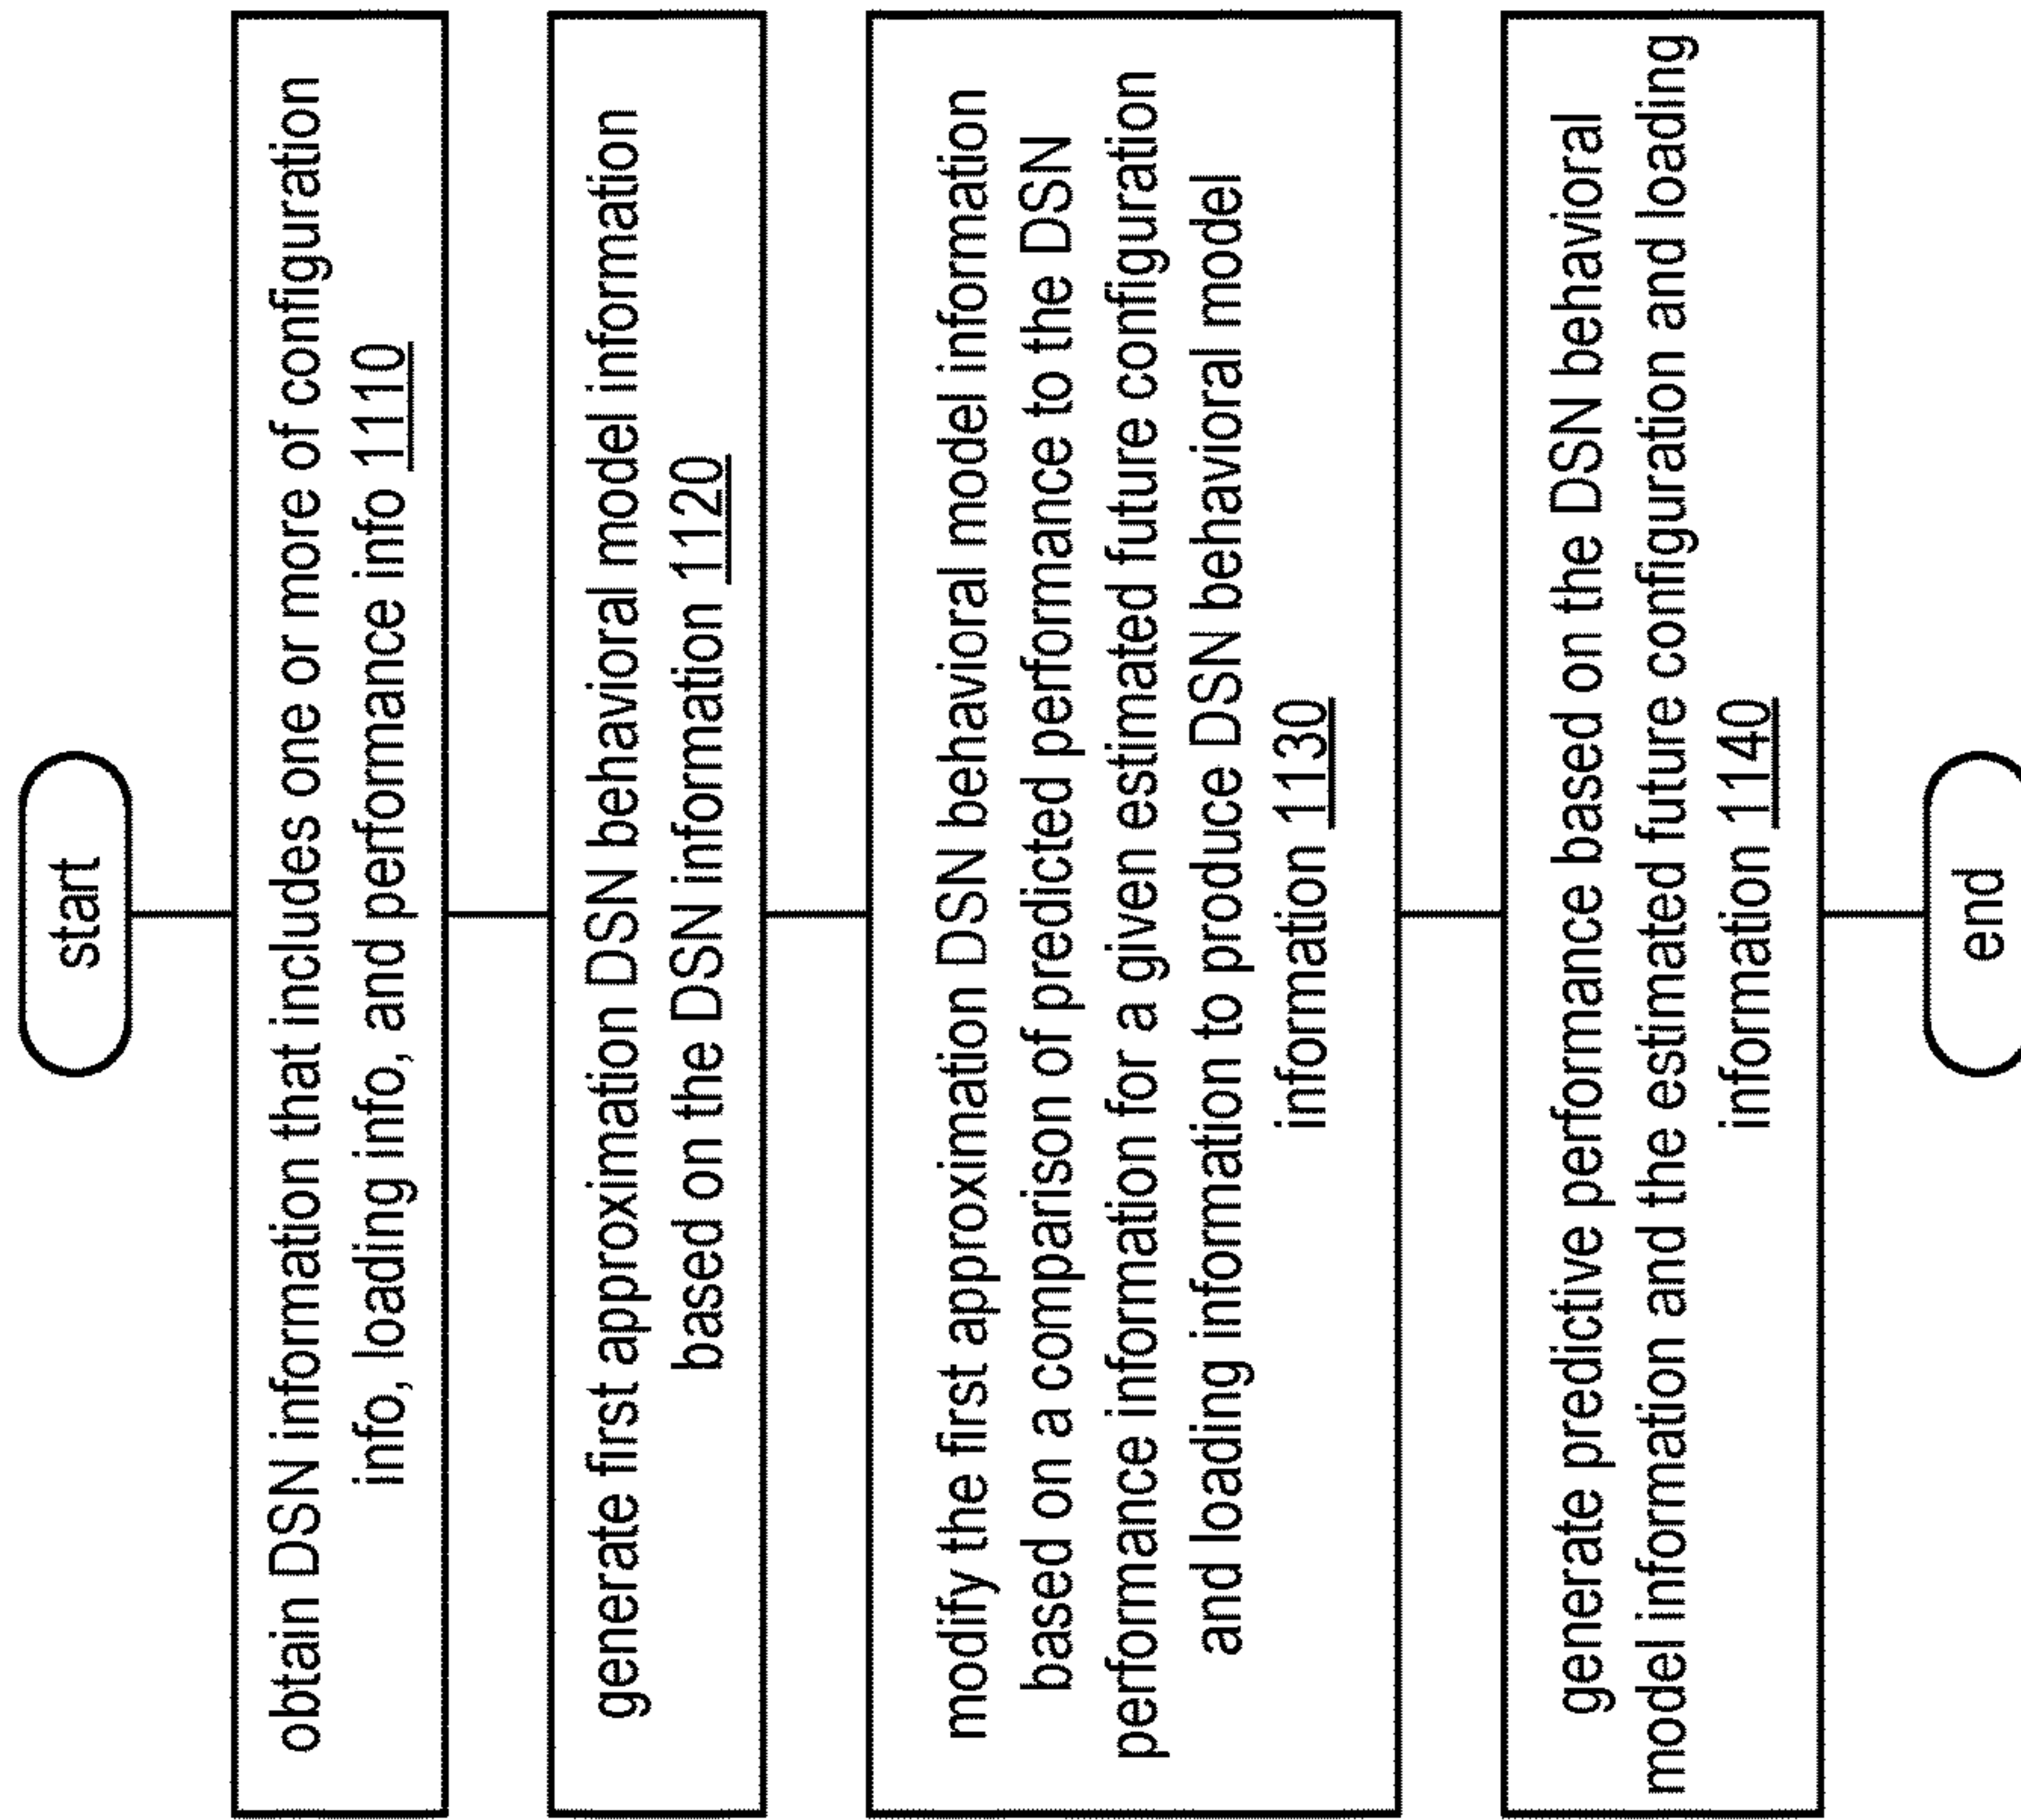 start
obtain DSN information that includes one or more of configuration
info, loading info, and performance info 1110
generate first approximation DSN behavioral model information
based on the DSN information 1120
modify the first approximation DSN behavioral model information
based on a comparison of predicted performance to the DSN
performance information for a given estimated future configuration
and loading information to produce DSN behavioral model
information 1130
generate predictive performance based on the DSN behavioral
model information and the estimated future configuration and loading
information 1140
end